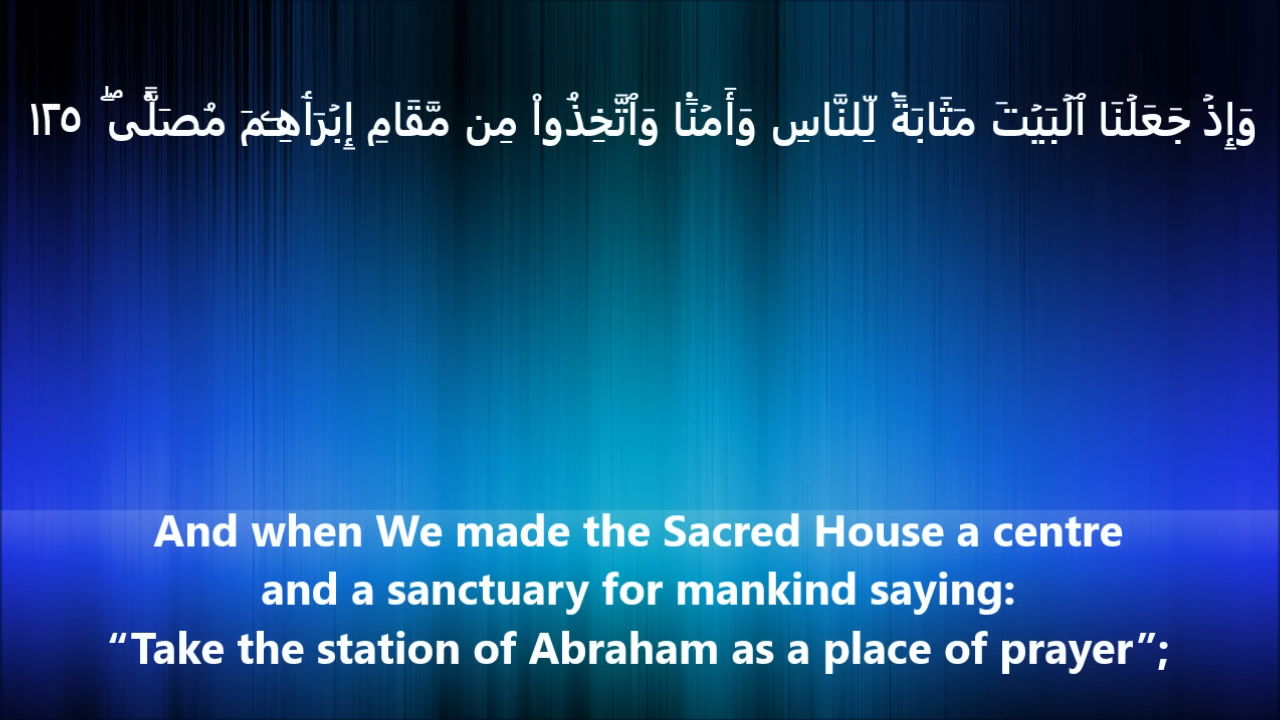 وَإِذۡ جَعَلۡنَا ٱلۡبَيۡتَ مَثَابَةٗ لِّلنَّاسِ وَأَمۡنٗا وَٱتَّخِذُواْ مِن مَّقَامِ إِبۡرَٰهِـۧمَ مُصَلّٗىۖ ١٢٥
And when We made the Sacred House a centre
and a sanctuary for mankind saying:
“Take the station of Abraham as a place of prayer”;